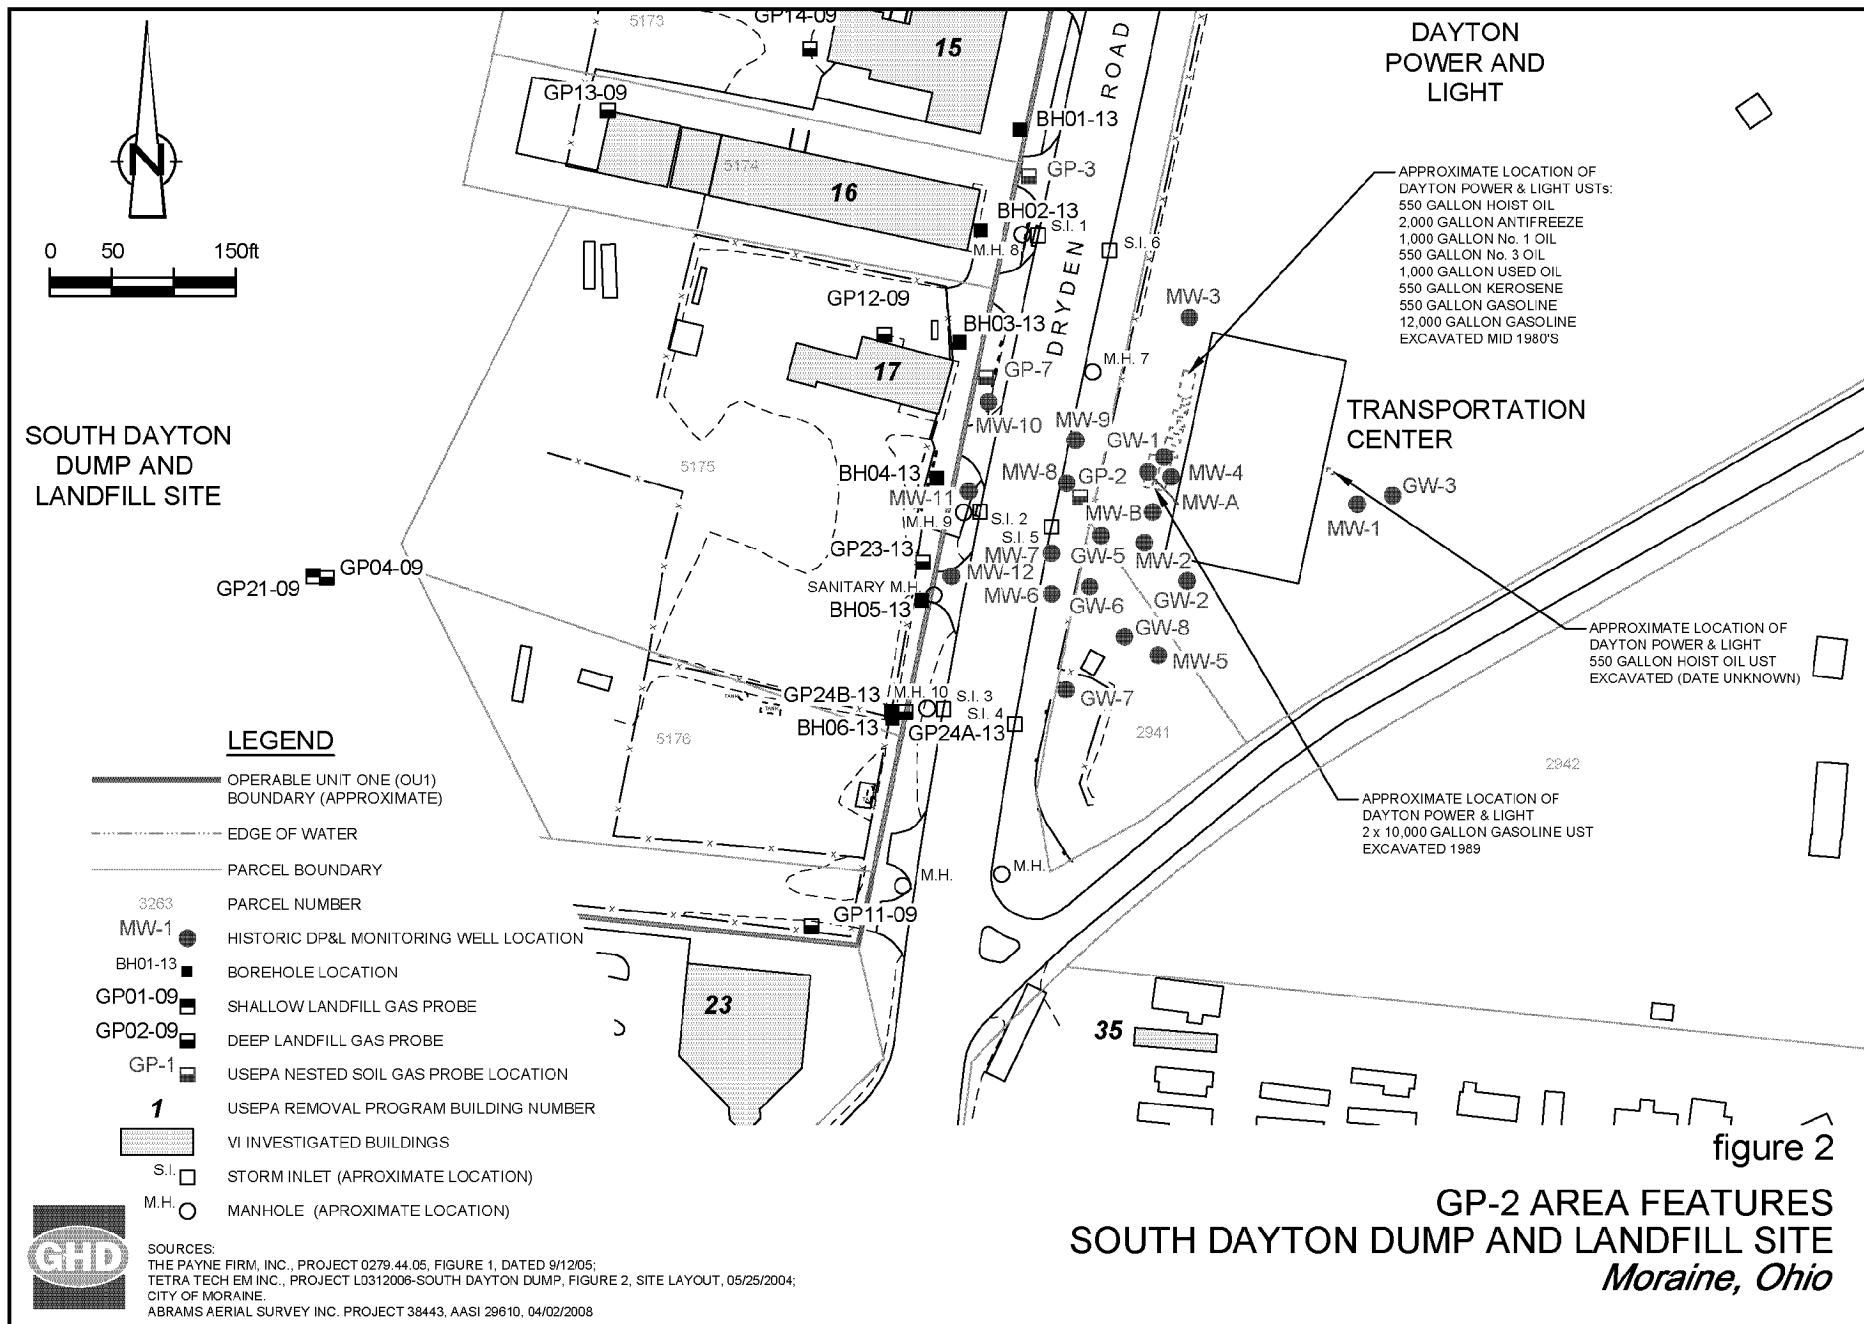 DAYTON
POWER AND
LIGHT
5173
GP14-09
15
ROAD
GP13-09
BH01-13
5174
16
GP-3
BH02-13
S.I. 1
M.H. 8
S.I. 6
DRYDEN
N
0 50 150ft
APPROXIMATE LOCATION OF
DAYTON POWER & LIGHT USTs:
550 GALLON HOIST OIL
2,000 GALLON ANTIFREEZE
1,000 GALLON No. 1 OIL
550 GALLON No. 3 OIL
1,000 GALLON USED OIL
550 GALLON KEROSENE
550 GALLON GASOLINE
12,000 GALLON GASOLINE
EXCAVATED MID 1980'S
GP12-09
MW-3
BH03-13
M.H. 7
17
GP-7
MW-10
MW-9
GW-1
TRANSPORTATION
CENTER
SOUTH DAYTON
DUMP AND
LANDFILL SITE
5175
BH04-13
MW-8
GP-2
MW-4
MW-11
MW-A
GW-3
M.H. 9
S.I. 2
MW-B
MW-1
S.I. 5
GP23-13
MW-7
GW-5
MW-2
MW-12
GP04-09
GP21-09
SANITARY M.H.
MW-6
BH05-13
GW-6
GW-2
GW-8
MW-5
APPROXIMATE LOCATION OF
DAYTON POWER & LIGHT
550 GALLON HOIST OIL UST
EXCAVATED (DATE UNKNOWN)
GP24B-13
M.H. 10
S.I. 3
GW-7
TANK
TANK
S.I. 4
BH06-13
GP24A-13
5176
2941
2942
APPROXIMATE LOCATION OF
DAYTON POWER & LIGHT
2 x 10,000 GALLON GASOLINE UST
EXCAVATED 1989
M.H.
M.H.
GP11-09
23
35
LEGEND
OPERABLE UNIT ONE (OU1)
BOUNDARY (APPROXIMATE)
EDGE OF WATER
PARCEL BOUNDARY
3263 PARCEL NUMBER
MW-1 HISTORIC DP&L MONITORING WELL LOCATION
BH01-13 BOREHOLE LOCATION
GP01-09 SHALLOW LANDFILL GAS PROBE
GP02-09 DEEP LANDFILL GAS PROBE
GP-1 USEPA NESTED SOIL GAS PROBE LOCATION
1 USEPA REMOVAL PROGRAM BUILDING NUMBER
VI INVESTIGATED BUILDINGS
S.I. STORM INLET (APROXIMATE LOCATION)
M.H. MANHOLE (APROXIMATE LOCATION)
GHD
SOURCES:
THE PAYNE FIRM, INC., PROJECT 0279.44.05, FIGURE 1, DATED 9/12/05;
TETRA TECH EM INC., PROJECT L0312006-SOUTH DAYTON DUMP, FIGURE 2, SITE LAYOUT, 05/25/2004;
CITY OF MORAINE.
ABRAMS AERIAL SURVEY INC. PROJECT 38443, AASI 29610, 04/02/2008
figure 2
GP-2 AREA FEATURES
SOUTH DAYTON DUMP AND LANDFILL SITE
Moraine, Ohio